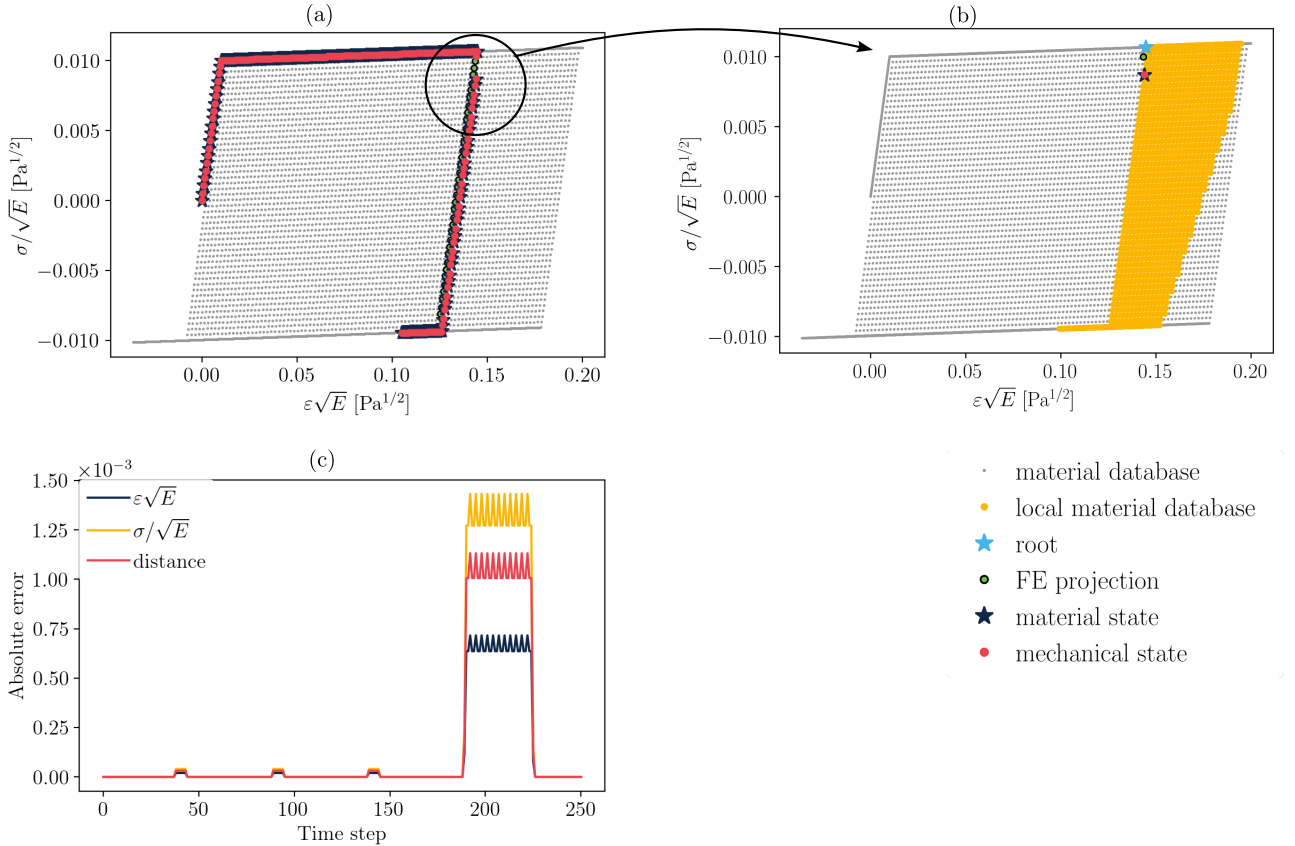 (a)
0.010
0.005
0.000
−0.005
−0.010
σ/√E [Pa^{1/2}]
0.00 0.05 0.10 0.15 0.20
ε√E [Pa^{1/2}]
(b)
0.010
0.005
0.000
−0.005
−0.010
σ/√E [Pa^{1/2}]
0.00 0.05 0.10 0.15 0.20
ε√E [Pa^{1/2}]
(c)
×10^{−3}
1.50
1.25
1.00
0.75
0.50
0.25
0.00
Absolute error
ε√E
σ/√E
distance
0 50 100 150 200 250
Time step
material database
local material database
root
FE projection
material state
mechanical state